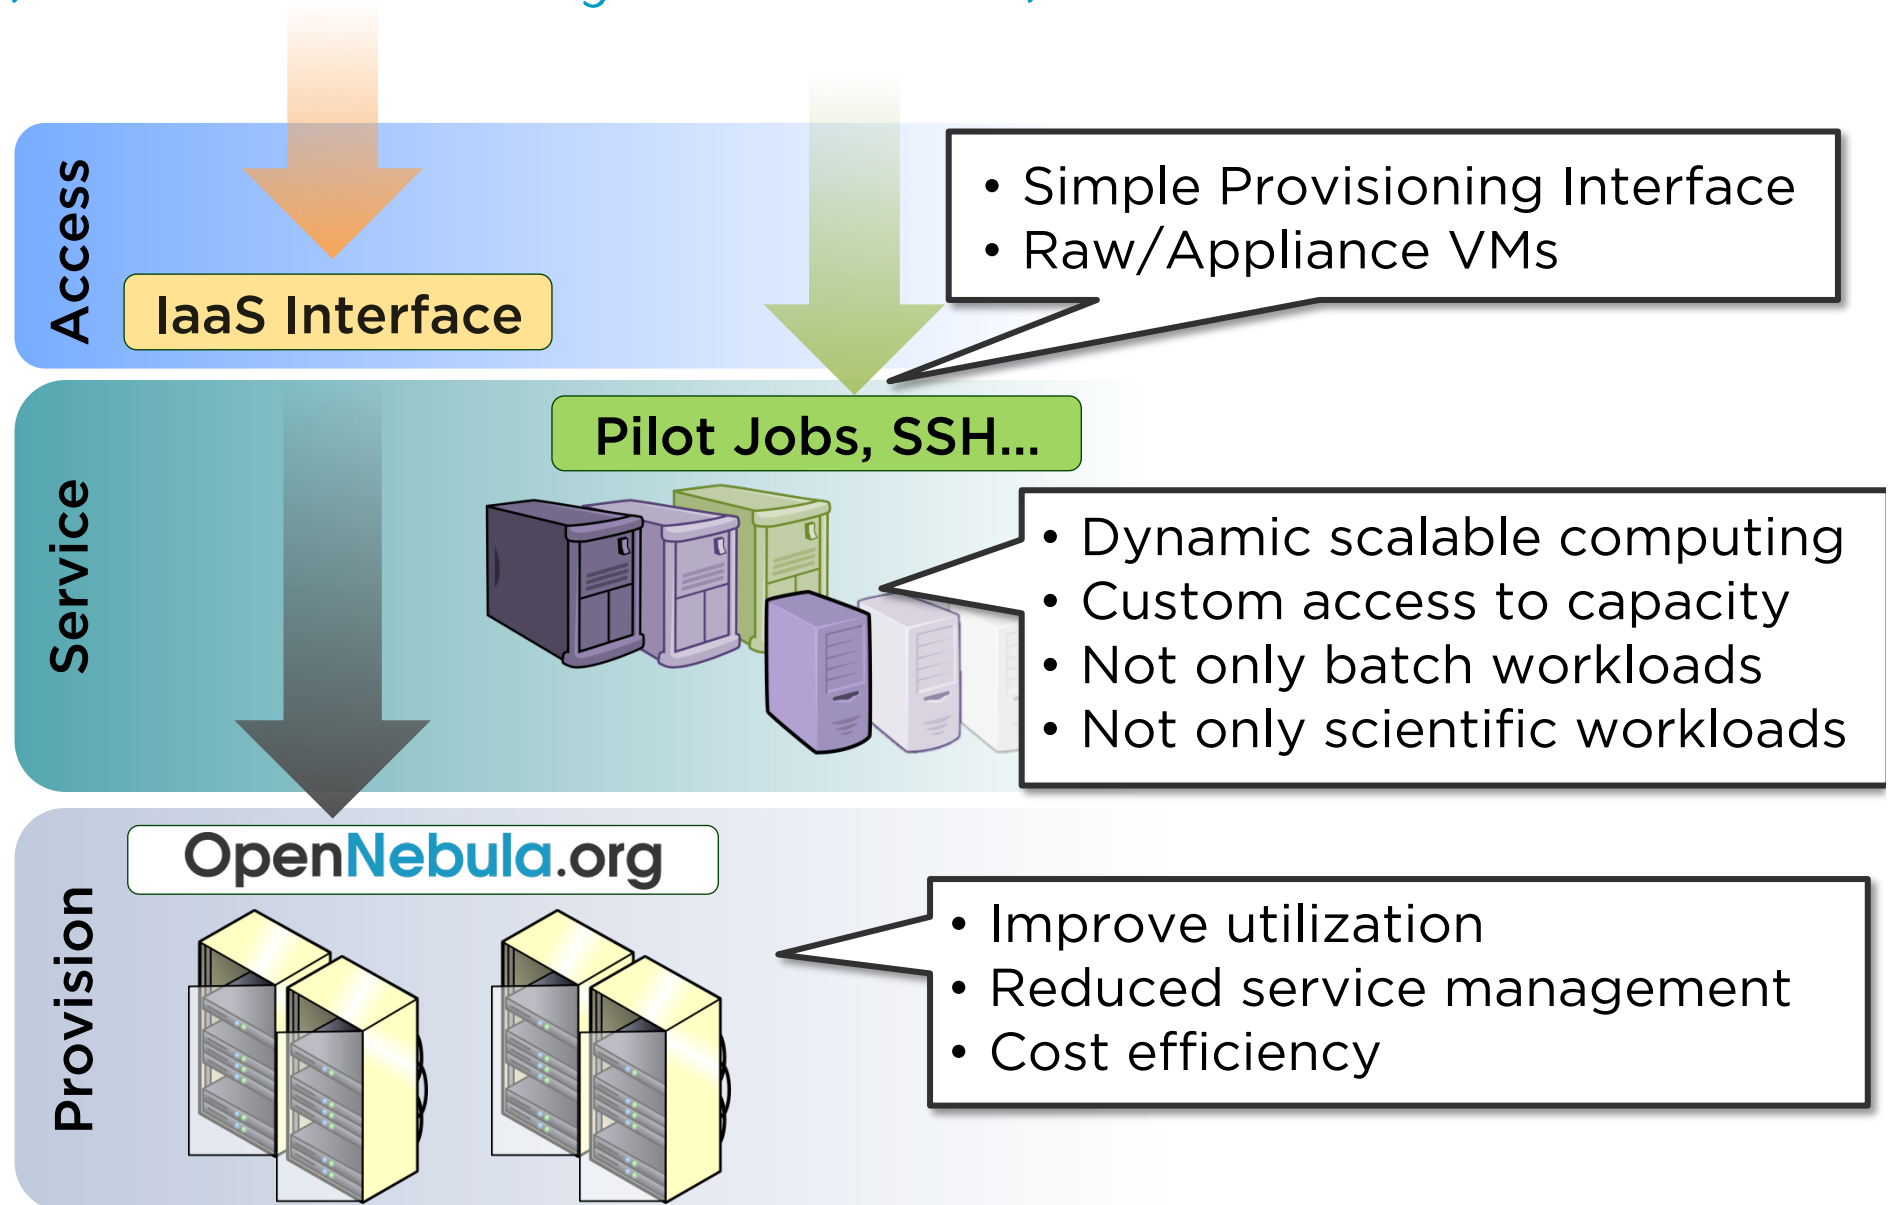 Access
• Simple Provisioning Interface
• Raw/Appliance VMs
IaaS Interface
Service
Pilot Jobs, SSH...
• Dynamic scalable computing
• Custom access to capacity
• Not only batch workloads
• Not only scientific workloads
Provision
OpenNebula.org
• Improve utilization
• Reduced service management
• Cost efficiency